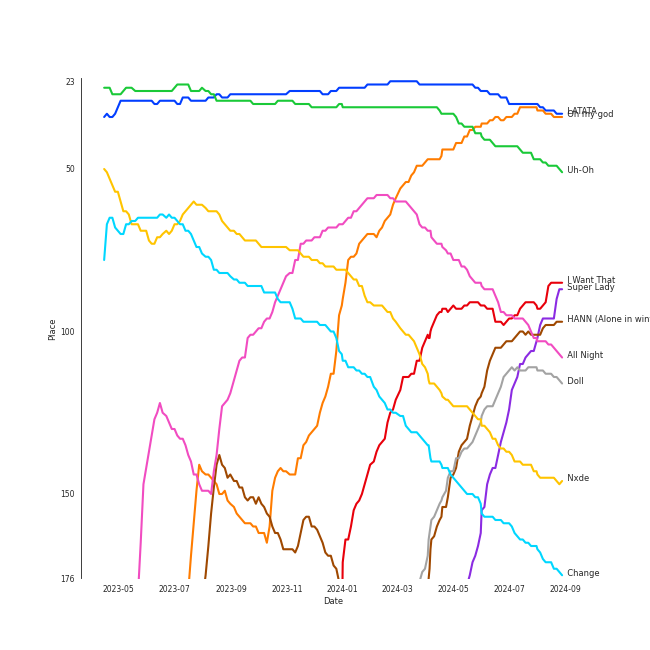 23
LATATA
Oh my god
50
Uh-Oh
I Want That
Super Lady
HANN (Alone in win
Place
100
All Night
Doll
Nxde
150
Change
176
2023-05 2023-07 2023-09 2023-11 2024-01 2024-03 2024-05 2024-07 2024-09
Date